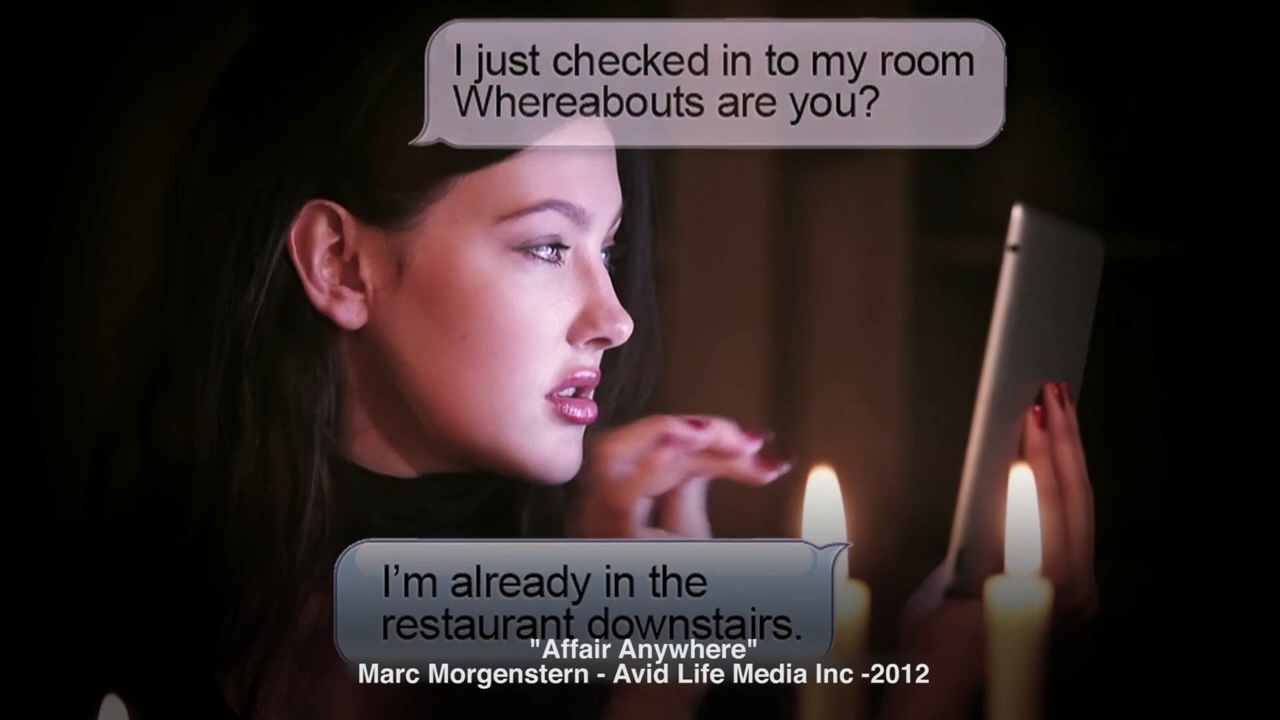 I just checked in to my room
Whereabouts are you?
I'm already in the
restaurant downstairs.
"Affair Anywhere"
Marc Morgenstern - Avid Life Media Inc -2012